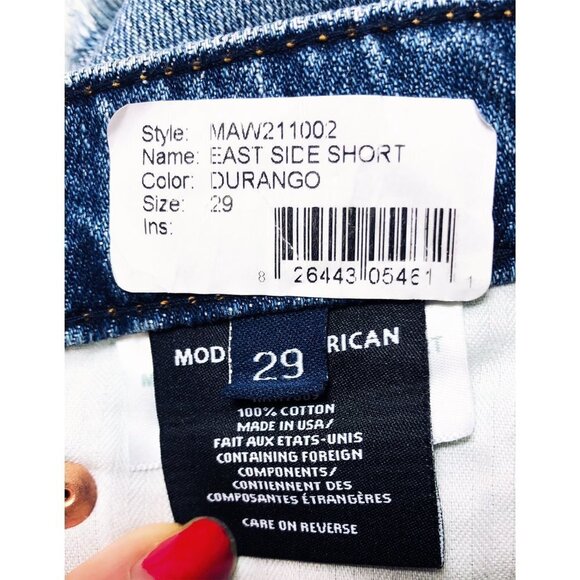 Style: MAW211002
Name: EAST SIDE SHORT
Color: DURANGO
Size: 29
Ins:
8 26443 05461 1
MOD 29 RICAN
100% COTTON
MADE IN USA/
FAIT AUX ETATS-UNIS
CONTAINING FOREIGN
COMPONENTS/
CONTIENNENT DES
COMPOSANTES ÉTRANGÈRES
CARE ON REVERSE